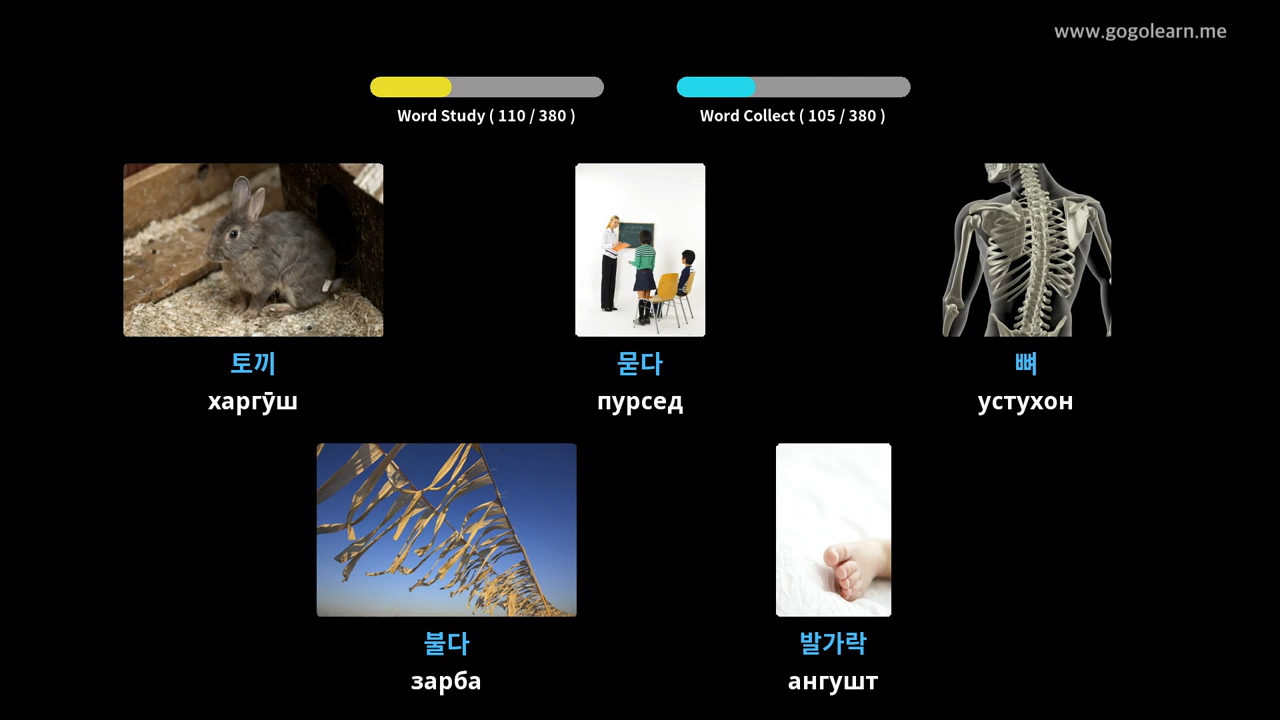 www.gogolearn.me
Word Study ( 110 / 380 )
Word Collect ( 105 / 380 )
토끼
묻다
뼈
харгӯш
пурсед
устухон
불다
발가락
зарба
ангушт